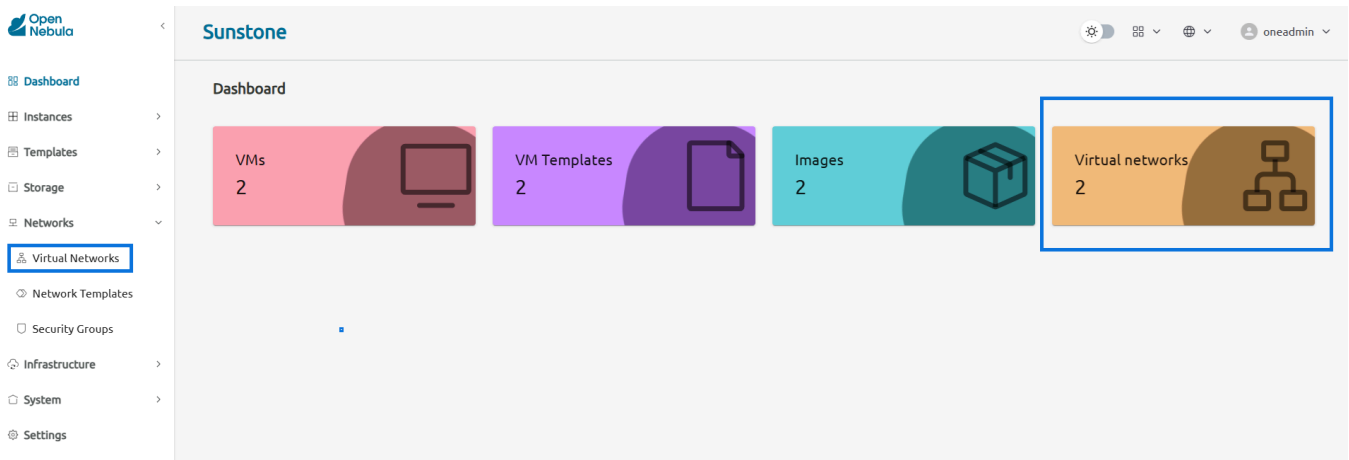 Open
Nebula
Sunstone
oneadmin
Dashboard
Instances
Templates
Storage
Networks
Virtual Networks
Network Templates
Security Groups
Infrastructure
System
Settings
Dashboard
VMs
2
VM Templates
2
Images
2
Virtual networks
2